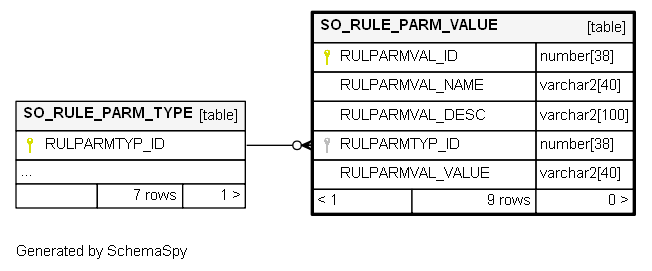 SO_RULE_PARM_VALUE [table]
RULPARMVAL_ID number[38]
RULPARMVAL_NAME varchar2[40]
RULPARMVAL_DESC varchar2[100]
RULPARMTYP_ID number[38]
RULPARMVAL_VALUE varchar2[40]
< 1 9 rows 0 >
SO_RULE_PARM_TYPE [table]
RULPARMTYP_ID
...
7 rows 1 >
Generated by SchemaSpy